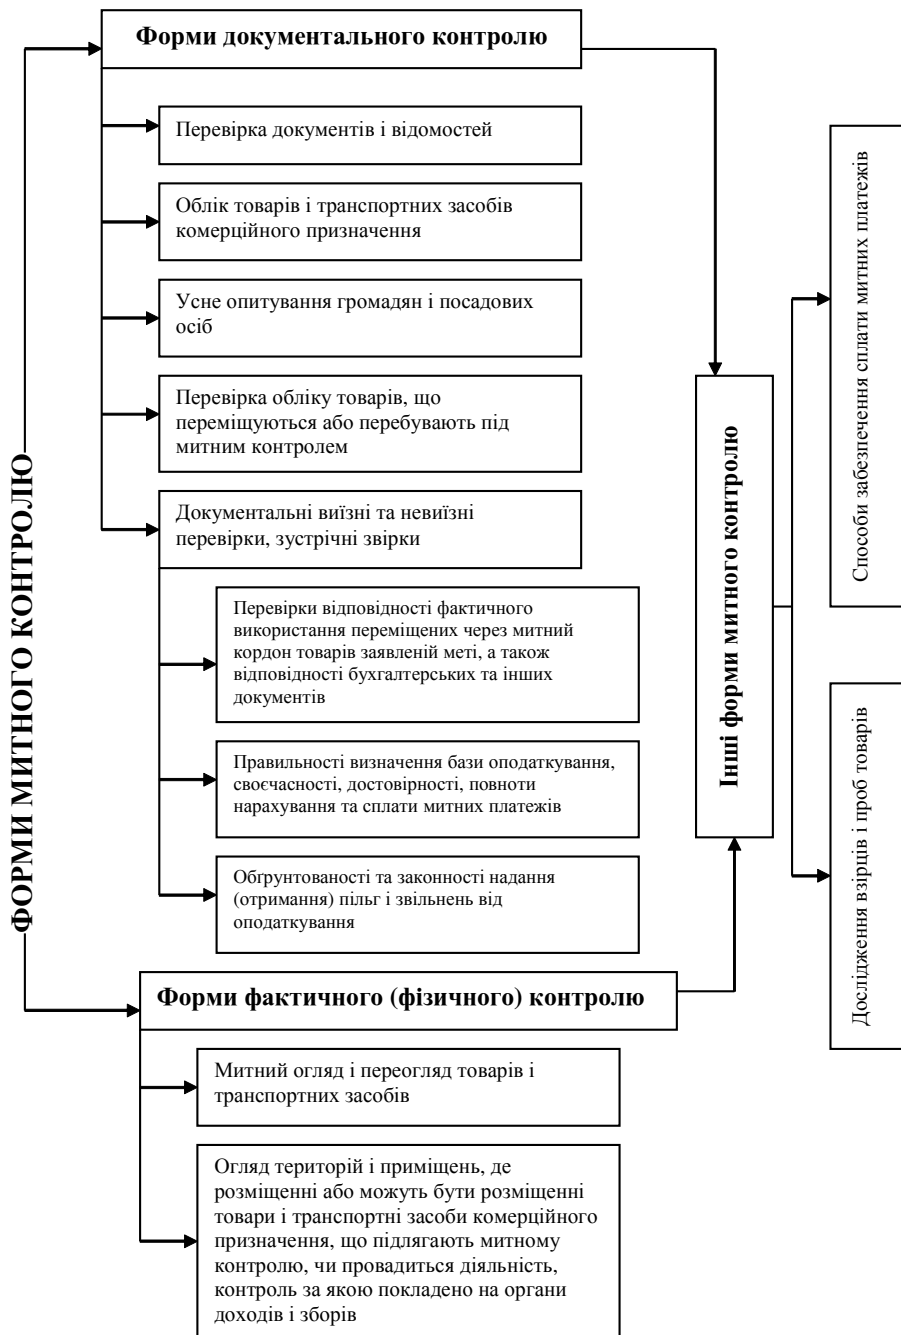 ФОРМИ МИТНОГО КОНТРОЛЮ
Форми документального контролю
Перевірка документів і відомостей
Облік товарів і транспортних засобів
комерційного призначення
Усне опитування громадян і посадових
осіб
Перевірка обліку товарів, що
переміщуються або перебувають під
митним контролем
Документальні виїзні та невиїзні
перевірки, зустрічні звірки
Перевірки відповідності фактичного
використання переміщених через митний
кордон товарів заявленій меті, а також
відповідності бухгалтерських та інших
документів
Правильності визначення бази оподаткування,
своєчасності, достовірності, повноти
нарахування та сплати митних платежів
Обґрунтованості та законності надання
(отримання) пільг і звільнень від
оподаткування
Форми фактичного (фізичного) контролю
Митний огляд і переогляд товарів і
транспортних засобів
Огляд територій і приміщень, де
розміщенні або можуть бути розміщенні
товари і транспортні засоби комерційного
призначення, що підлягають митному
контролю, чи провадиться діяльність,
контроль за якою покладено на органи
доходів і зборів
Інші форми митного контролю
Способи забезпечення сплати митних платежів
Дослідження взірців і проб товарів